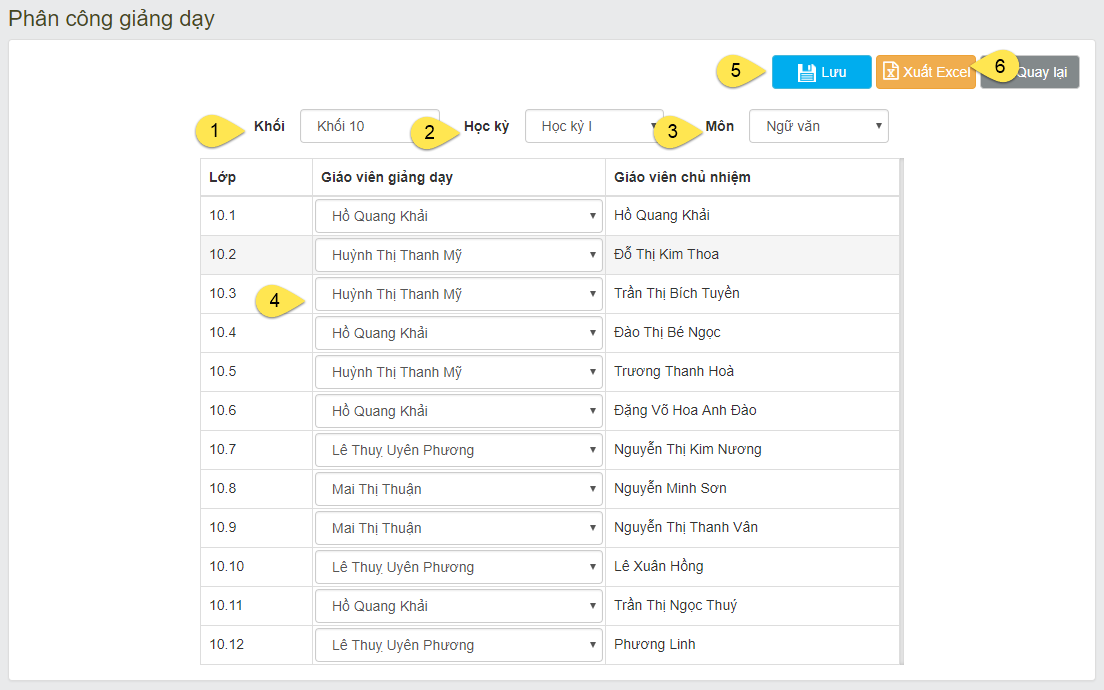 Phân công giảng dạy
5 Lưu Xuất Excel 6 Quay lại
1 Khối Khối 10 2 Học kỳ Học kỳ I 3 Môn Ngữ văn
Lớp Giáo viên giảng dạy Giáo viên chủ nhiệm
10.1 Hồ Quang Khải Hồ Quang Khải
10.2 Huỳnh Thị Thanh Mỹ Đỗ Thị Kim Thoa
10.3 4 Huỳnh Thị Thanh Mỹ Trần Thị Bích Tuyền
10.4 Hồ Quang Khải Đào Thị Bé Ngọc
10.5 Huỳnh Thị Thanh Mỹ Trương Thanh Hoà
10.6 Hồ Quang Khải Đặng Võ Hoa Anh Đào
10.7 Lê Thuỵ Uyên Phương Nguyễn Thị Kim Nương
10.8 Mai Thị Thuận Nguyễn Minh Sơn
10.9 Mai Thị Thuận Nguyễn Thị Thanh Vân
10.10 Lê Thuỵ Uyên Phương Lê Xuân Hồng
10.11 Hồ Quang Khải Trần Thị Ngọc Thuý
10.12 Lê Thuỵ Uyên Phương Phương Linh